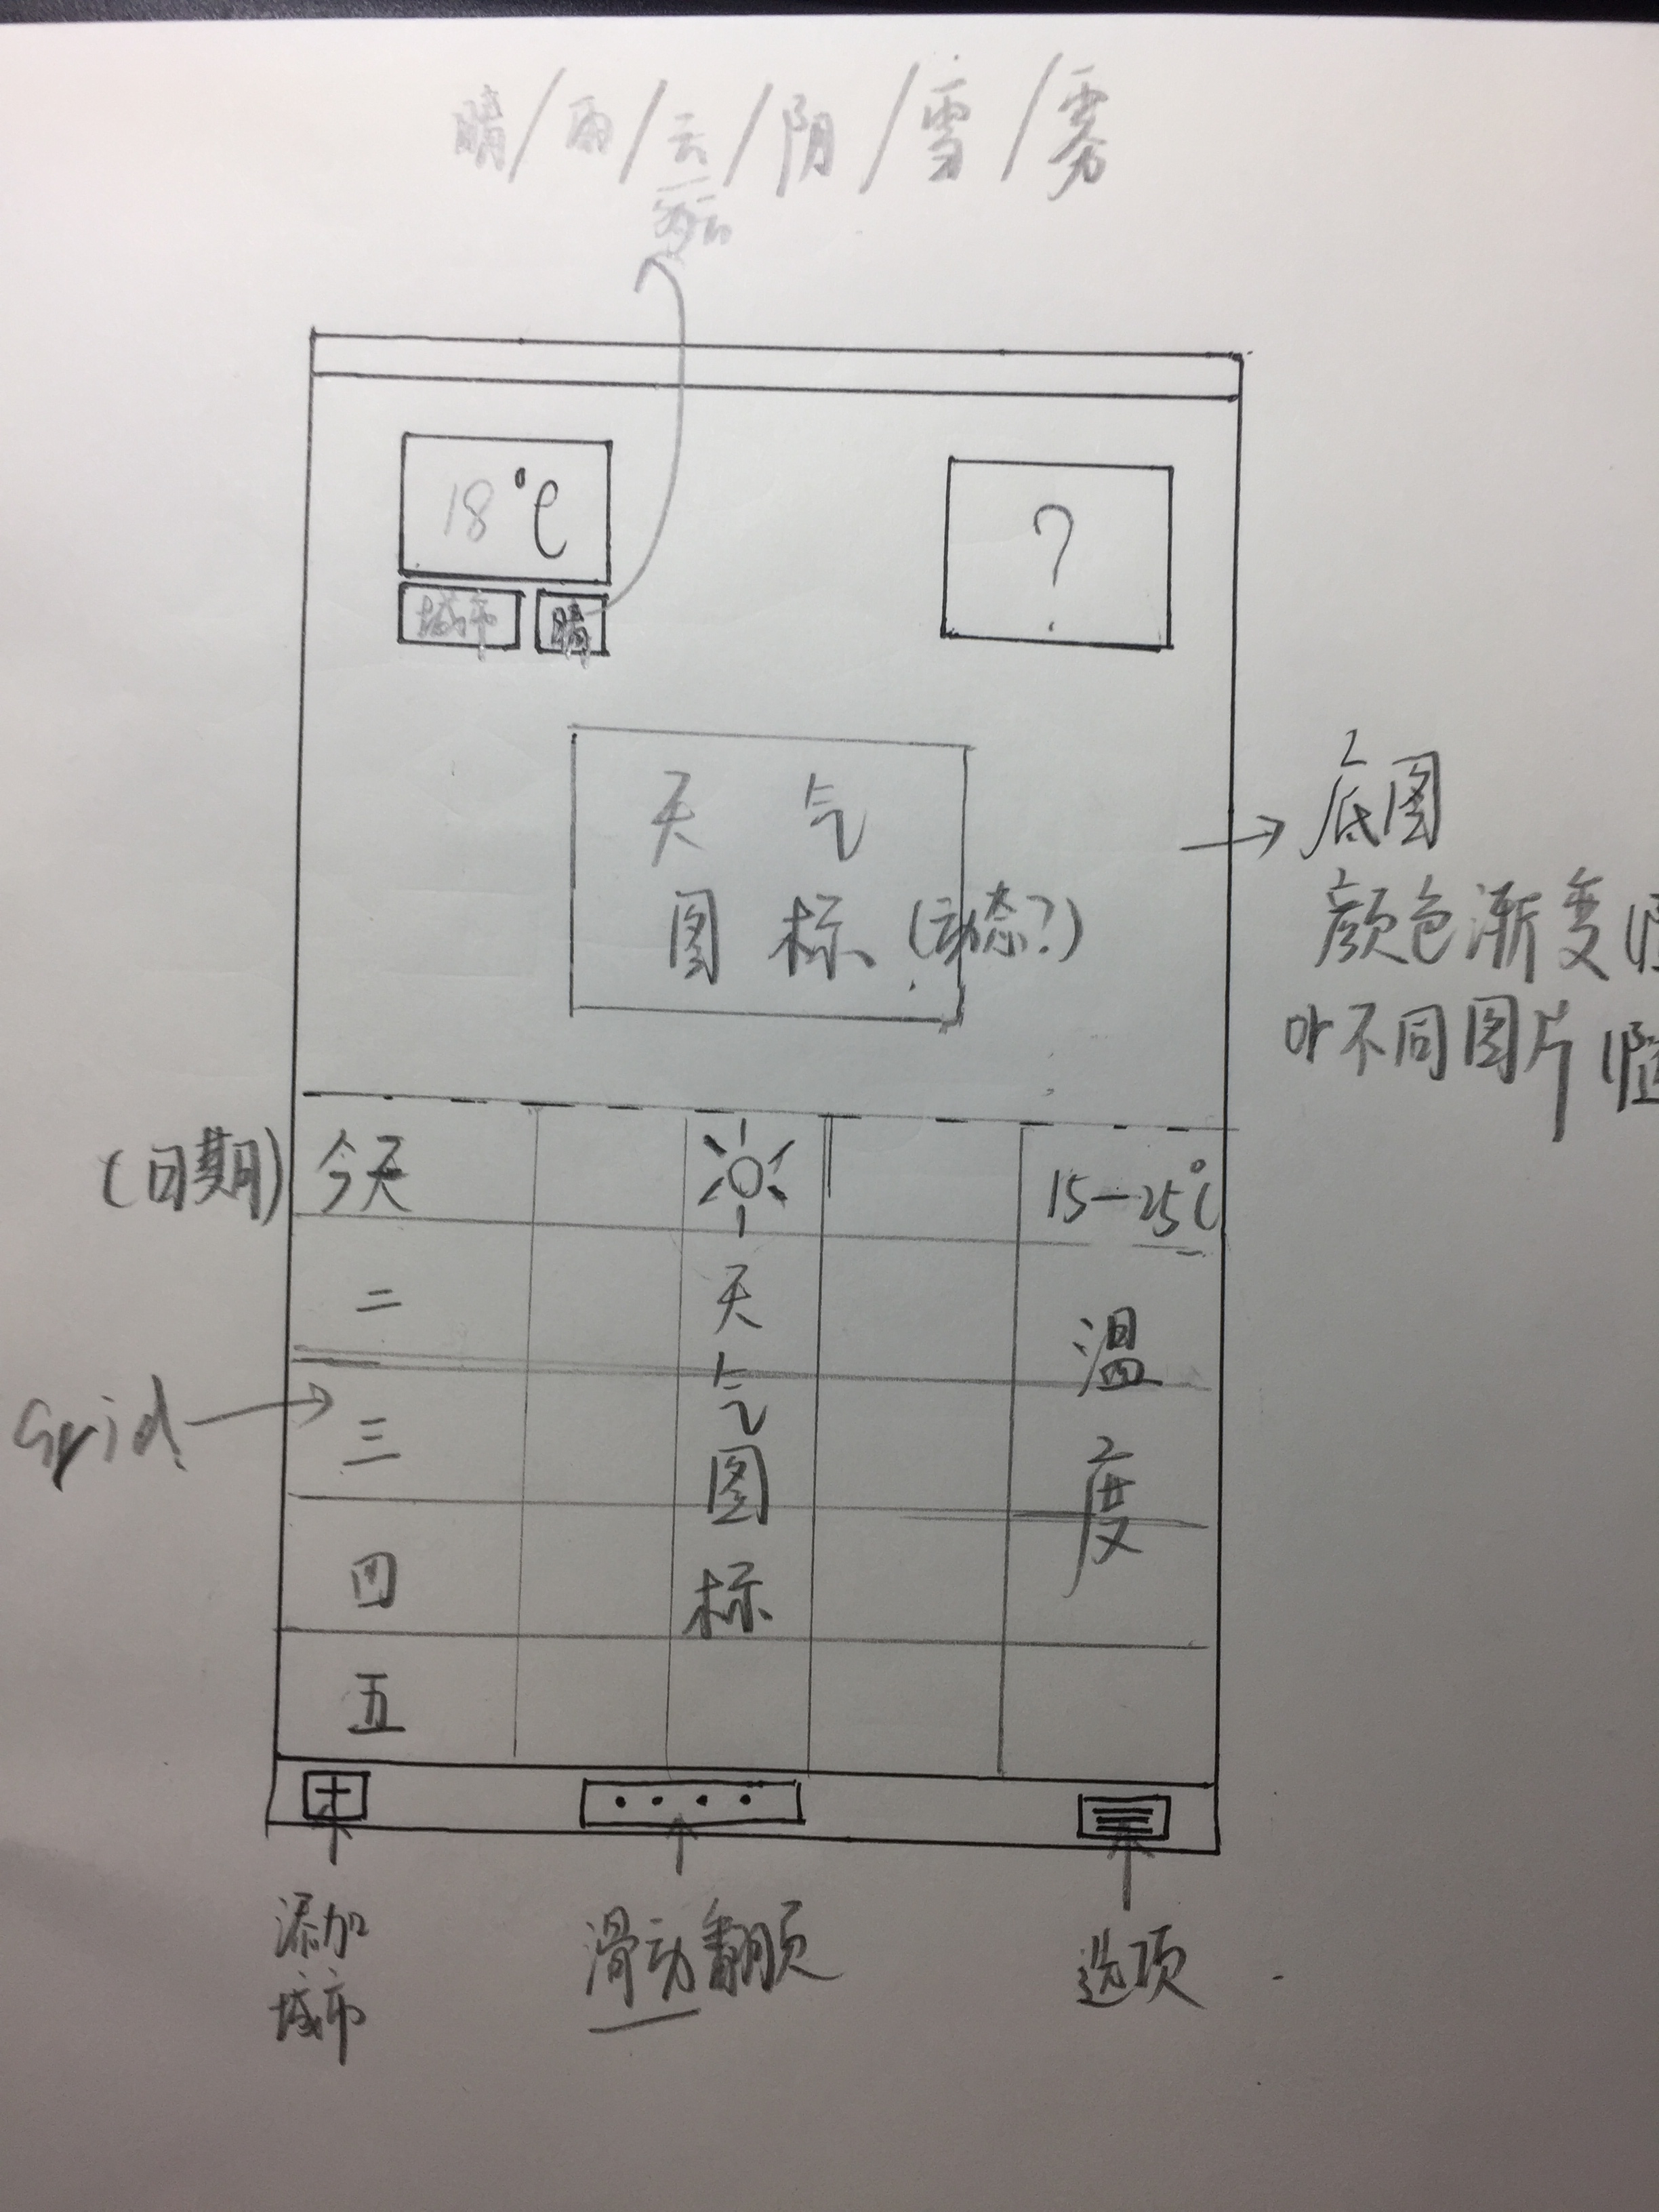 晴/雨/云/阴/雪/雾
多云
18℃
?
城市 晴
天气
图标(动态?)
底图
颜色渐变(
or不同图片(随
(日期) 今天 15—25℃
二
Grid
三
四
五
天气图标
温度
+
添加
城市
滑动翻页
选项